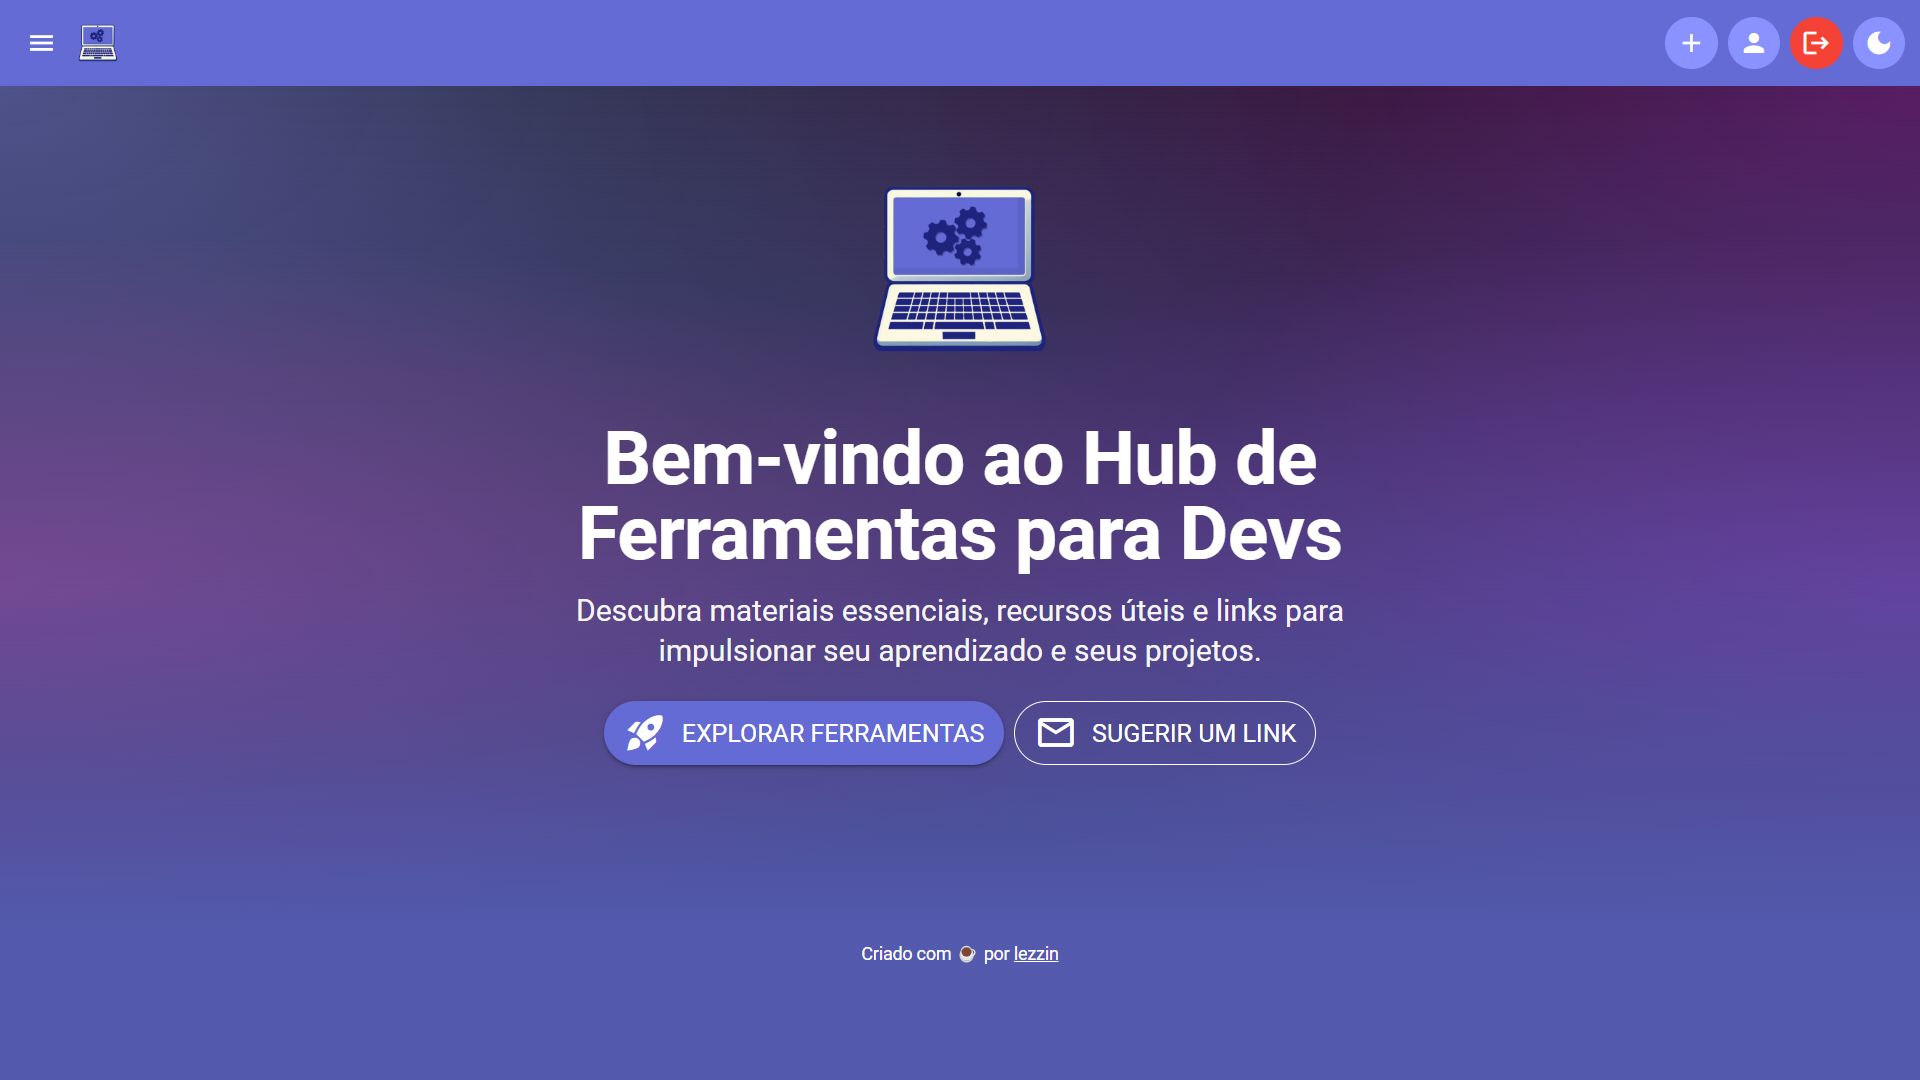 Bem-vindo ao Hub de
Ferramentas para Devs
Descubra materiais essenciais, recursos úteis e links para
impulsionar seu aprendizado e seus projetos.
EXPLORAR FERRAMENTAS
SUGERIR UM LINK
Criado com ☕ por lezzin